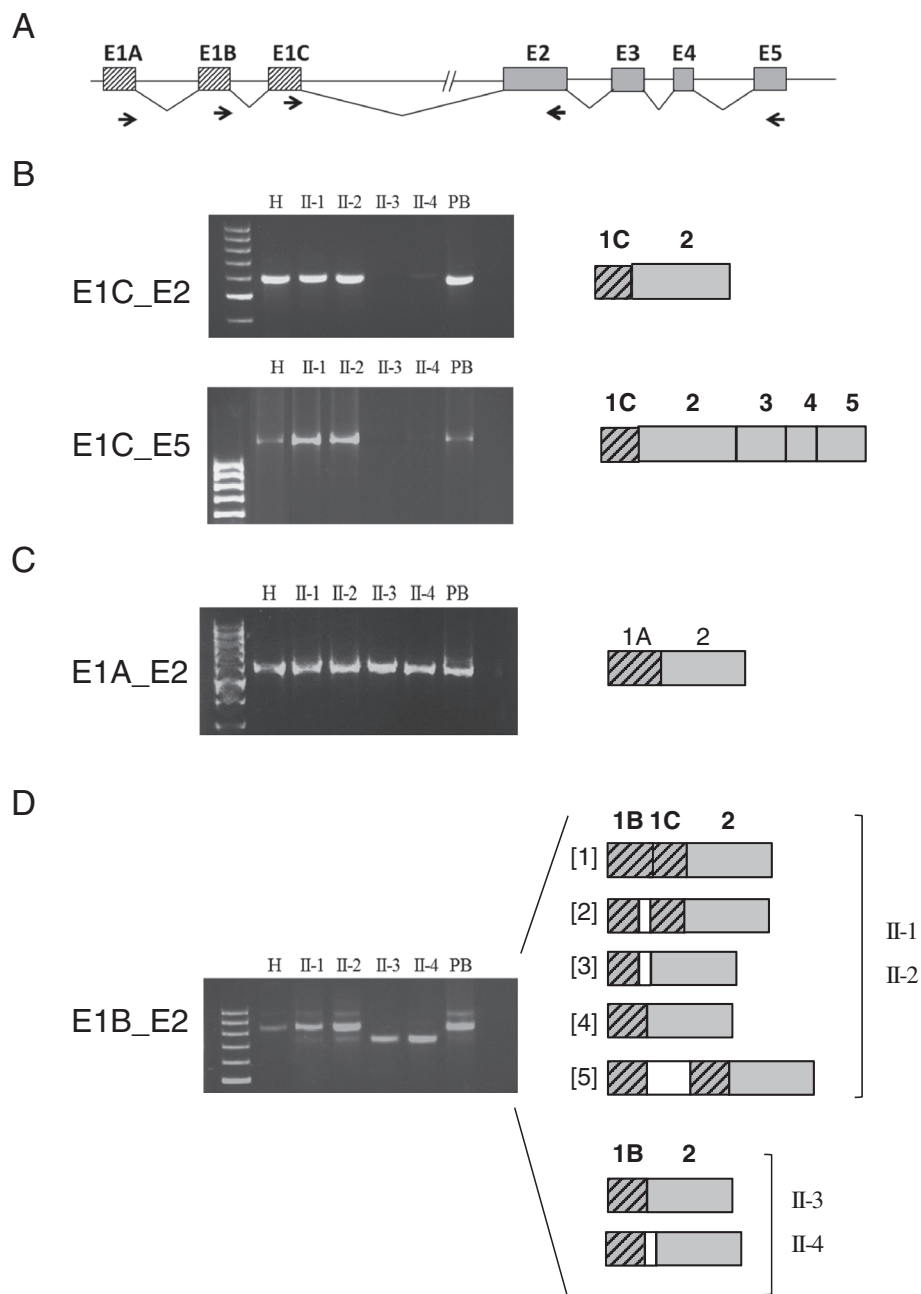 A
E1A E1B E1C E2 E3 E4 E5
//
B
H II-1 II-2 II-3 II-4 PB
E1C_E2
1C 2
H II-1 II-2 II-3 II-4 PB
E1C_E5
1C 2 3 4 5
C
H II-1 II-2 II-3 II-4 PB
E1A_E2
1A 2
D
H II-1 II-2 II-3 II-4 PB
E1B_E2
1B 1C 2
[1]
[2]
[3]
[4]
[5]
II-1
II-2
1B 2
II-3
II-4